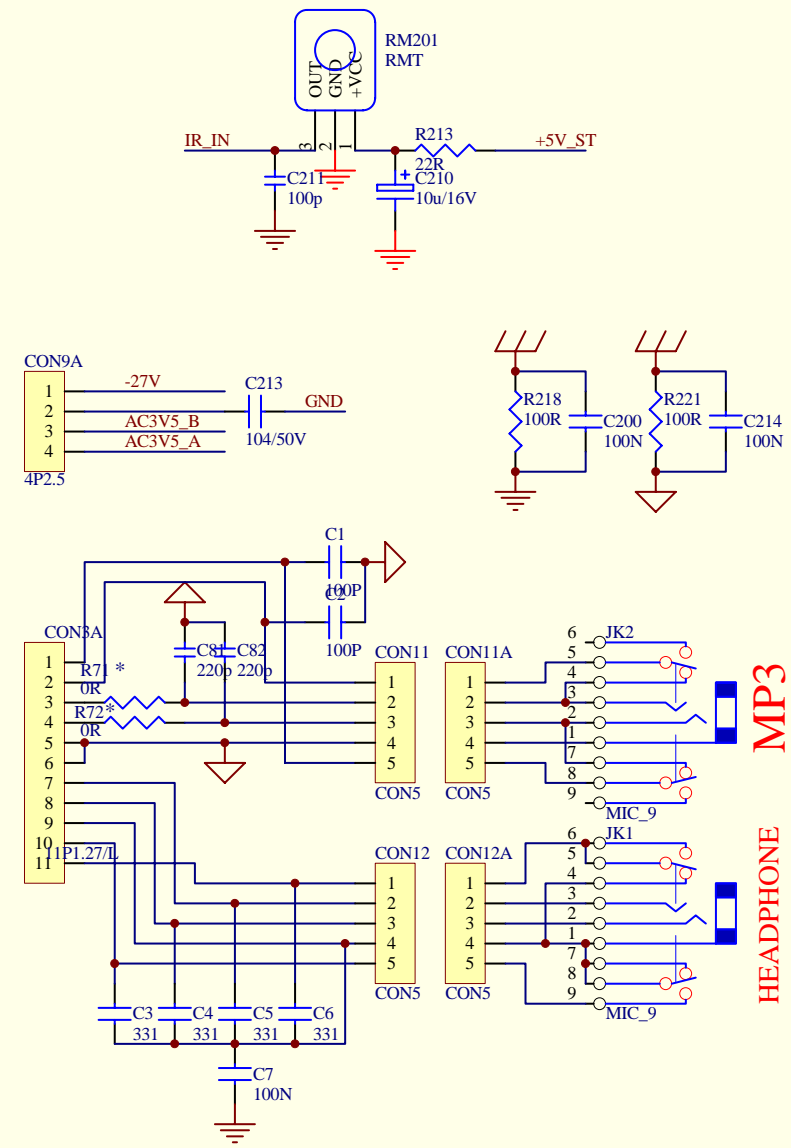 RM201
RMT
OUT
GND
+VCC
3
2
1
IR_IN
R213
22R
+5V_ST
C211
100p
C210
+
10u/16V
CON9A
1
2
3
4
4P2.5
-27V
AC3V5_B
AC3V5_A
C213
104/50V
GND
R218
100R
C200
100N
R221
100R
C214
100N
C1
100P
C2
100P
CON3A
1
2
3
4
5
6
7
8
9
10
11
11P1.27/L
R71 *
0R
R72*
0R
C81
220p
C82
220p
CON11
1
2
3
4
5
CON5
CON11A
1
2
3
4
5
CON5
JK2
6
5
4
3
2
1
7
8
9
MIC_9
MP3
CON12
1
2
3
4
5
CON5
CON12A
1
2
3
4
5
CON5
JK1
6
5
4
3
2
1
7
8
9
MIC_9
HEADPHONE
C3
331
C4
331
C5
331
C6
331
C7
100N